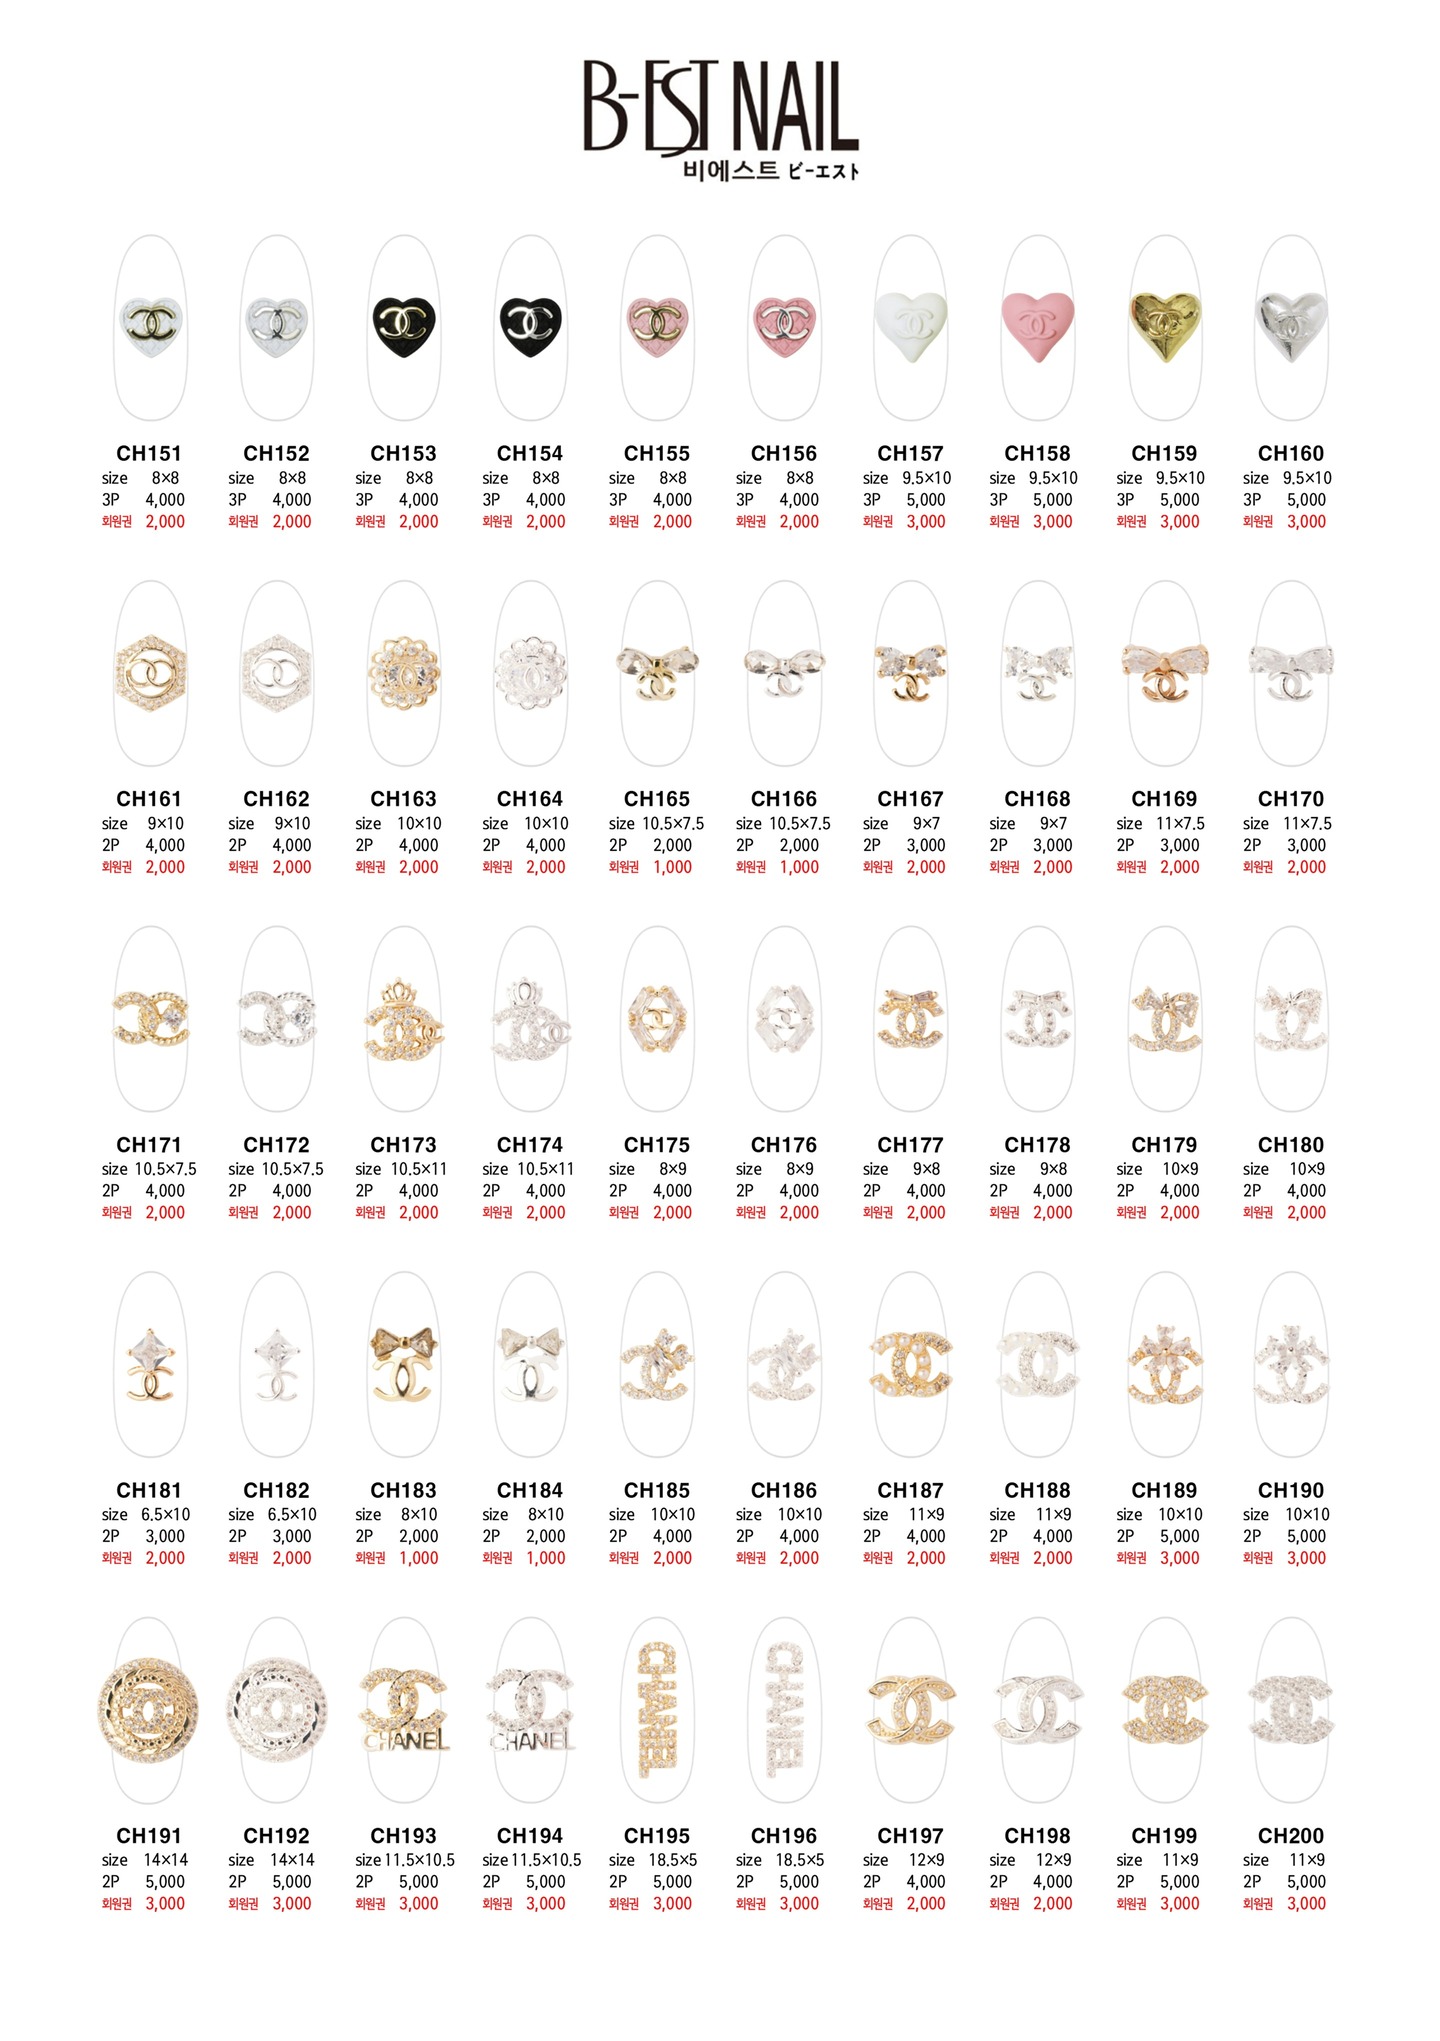 B-EST NAIL
비에스트 ビーエスト
CH151 CH152 CH153 CH154 CH155 CH156 CH157 CH158 CH159 CH160
size 8×8 size 8×8 size 8×8 size 8×8 size 8×8 size 8×8 size 9.5×10 size 9.5×10 size 9.5×10 size 9.5×10
3P 4,000 3P 4,000 3P 4,000 3P 4,000 3P 4,000 3P 4,000 3P 5,000 3P 5,000 3P 5,000 3P 5,000
회원권 2,000 회원권 2,000 회원권 2,000 회원권 2,000 회원권 2,000 회원권 2,000 회원권 3,000 회원권 3,000 회원권 3,000 회원권 3,000
CH161 CH162 CH163 CH164 CH165 CH166 CH167 CH168 CH169 CH170
size 9×10 size 9×10 size 10×10 size 10×10 size 10.5×7.5 size 10.5×7.5 size 9×7 size 9×7 size 11×7.5 size 11×7.5
2P 4,000 2P 4,000 2P 4,000 2P 4,000 2P 2,000 2P 2,000 2P 3,000 2P 3,000 2P 3,000 2P 3,000
회원권 2,000 회원권 2,000 회원권 2,000 회원권 2,000 회원권 1,000 회원권 1,000 회원권 2,000 회원권 2,000 회원권 2,000 회원권 2,000
CH171 CH172 CH173 CH174 CH175 CH176 CH177 CH178 CH179 CH180
size 10.5×7.5 size 10.5×7.5 size 10.5×11 size 10.5×11 size 8×9 size 8×9 size 9×8 size 9×8 size 10×9 size 10×9
2P 4,000 2P 4,000 2P 4,000 2P 4,000 2P 4,000 2P 4,000 2P 4,000 2P 4,000 2P 4,000 2P 4,000
회원권 2,000 회원권 2,000 회원권 2,000 회원권 2,000 회원권 2,000 회원권 2,000 회원권 2,000 회원권 2,000 회원권 2,000 회원권 2,000
CH181 CH182 CH183 CH184 CH185 CH186 CH187 CH188 CH189 CH190
size 6.5×10 size 6.5×10 size 8×10 size 8×10 size 10×10 size 10×10 size 11×9 size 11×9 size 10×10 size 10×10
2P 3,000 2P 3,000 2P 2,000 2P 2,000 2P 4,000 2P 4,000 2P 4,000 2P 4,000 2P 5,000 2P 5,000
회원권 2,000 회원권 2,000 회원권 1,000 회원권 1,000 회원권 2,000 회원권 2,000 회원권 2,000 회원권 2,000 회원권 3,000 회원권 3,000
CHANEL CHANEL CHANEL CHANEL
CH191 CH192 CH193 CH194 CH195 CH196 CH197 CH198 CH199 CH200
size 14×14 size 14×14 size 11.5×10.5 size 11.5×10.5 size 18.5×5 size 18.5×5 size 12×9 size 12×9 size 11×9 size 11×9
2P 5,000 2P 5,000 2P 5,000 2P 5,000 2P 5,000 2P 5,000 2P 4,000 2P 4,000 2P 5,000 2P 5,000
회원권 3,000 회원권 3,000 회원권 3,000 회원권 3,000 회원권 3,000 회원권 3,000 회원권 2,000 회원권 2,000 회원권 3,000 회원권 3,000